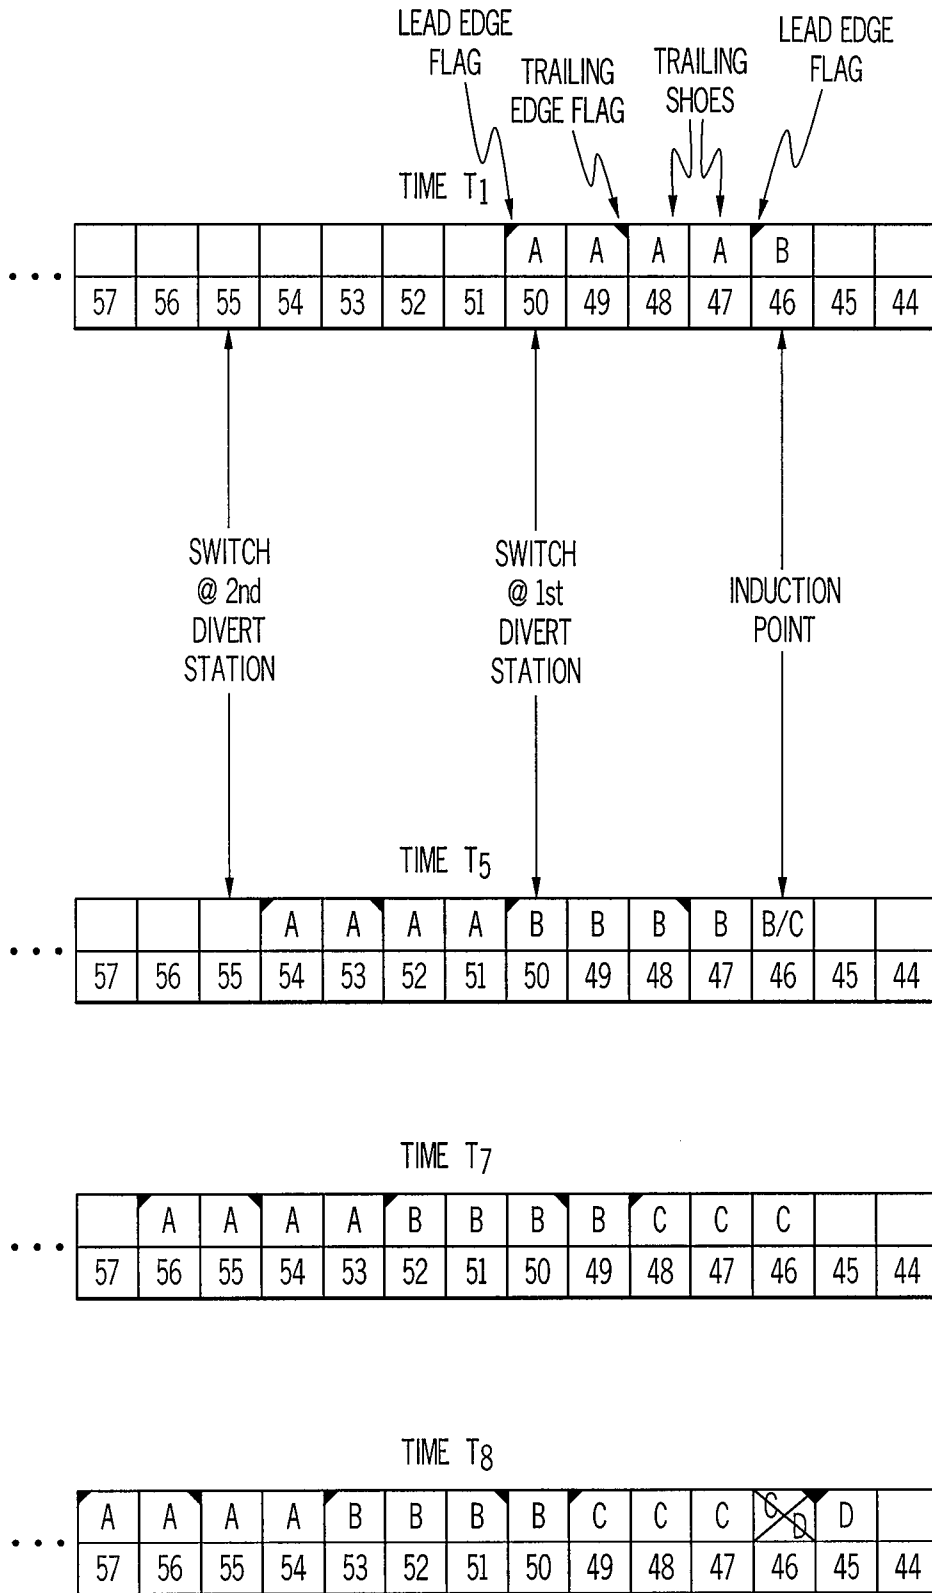 LEAD EDGE
FLAG
TRAILING
EDGE FLAG
TRAILING
SHOES
LEAD EDGE
FLAG
TIME T1
A A A A B
... 57 56 55 54 53 52 51 50 49 48 47 46 45 44
SWITCH
@ 2nd
DIVERT
STATION
SWITCH
@ 1st
DIVERT
STATION
INDUCTION
POINT
TIME T5
A A A A B B B B B/C
... 57 56 55 54 53 52 51 50 49 48 47 46 45 44
TIME T7
A A A A B B B B C C C
... 57 56 55 54 53 52 51 50 49 48 47 46 45 44
TIME T8
A A A A B B B B C C C C D D
... 57 56 55 54 53 52 51 50 49 48 47 46 45 44